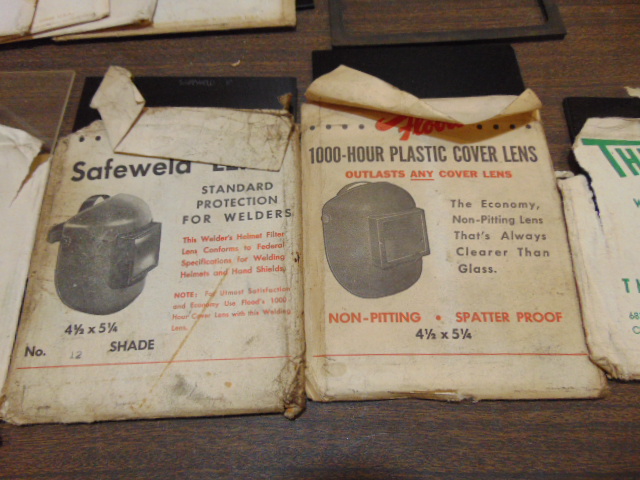 Safeweld
STANDARD
PROTECTION
FOR WELDERS
This Welder's Helmet Filter
Lens Conforms to Federal
Specifications for Welding
Helmets and Hand Shields.
NOTE: For Utmost Satisfaction
and Economy Use Flood's 1000
Hour Cover Lens with this Welding
Lens.
4½ x 5¼
No. 12 SHADE
Flood
1000-HOUR PLASTIC COVER LENS
OUTLASTS ANY COVER LENS
The Economy,
Non-Pitting Lens
That's Always
Clearer Than
Glass.
NON-PITTING • SPATTER PROOF
4½ x 5¼
TH
W
T H